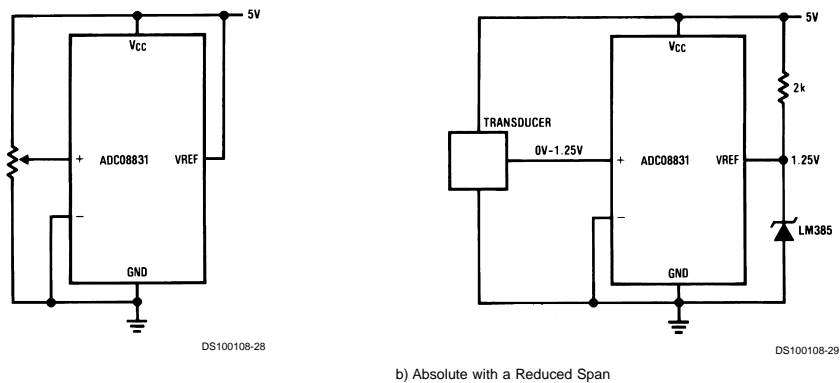 5V
VCC
+
ADC08831
VREF
−
GND
DS100108-28
5V
VCC
2k
TRANSDUCER
0V−1.25V
+
ADC08831
VREF
1.25V
−
LM385
GND
DS100108-29
b) Absolute with a Reduced Span